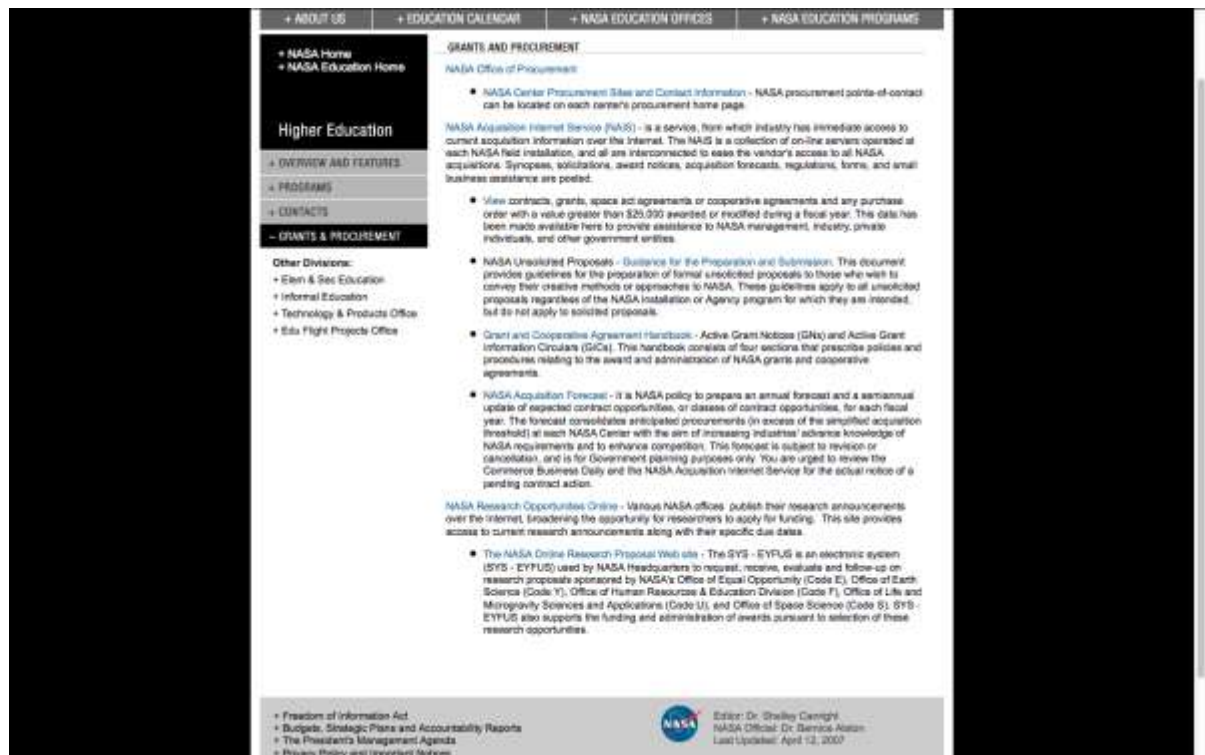 + ABOUT US
+ EDUCATION CALENDAR
+ NASA EDUCATION OFFICES
+ NASA EDUCATION PROGRAMS
+ NASA Home
+ NASA Education Home
Higher Education
+ OVERVIEW AND FEATURES
+ PROGRAMS
+ CONTACTS
– GRANTS & PROCUREMENT
Other Divisions:
+ Elem & Sec Education
+ Informal Education
+ Technology & Products Office
+ Edu Flight Projects Office
GRANTS AND PROCUREMENT
NASA Office of Procurement
• NASA Center Procurement Sites and Contact Information - NASA procurement points-of-contact
can be located on each center's procurement home page.
NASA Acquisition Internet Service (NAIS) - is a service, from which industry has immediate access to
current acquisition information over the Internet. The NAIS is a collection of on-line servers operated at
each NASA field installation, and all are interconnected to ease the vendor's access to all NASA
acquisitions. Synopses, solicitations, award notices, acquisition forecasts, regulations, forms, and small
business assistance are posted.
• View contracts, grants, space act agreements or cooperative agreements and any purchase
order with a value greater than $25,000 awarded or modified during a fiscal year. This data has
been made available here to provide assistance to NASA management, industry, private
individuals, and other government entities.
• NASA Unsolicited Proposals - Guidance for the Preparation and Submission. This document
provides guidelines for the preparation of formal unsolicited proposals to those who wish to
convey their creative methods or approaches to NASA. These guidelines apply to all unsolicited
proposals regardless of the NASA Installation or Agency program for which they are intended,
but do not apply to solicited proposals.
• Grant and Cooperative Agreement Handbook - Active Grant Notices (GNs) and Active Grant
Information Circulars (GICs). This handbook consists of four sections that prescribe policies and
procedures relating to the award and administration of NASA grants and cooperative
agreements.
• NASA Acquisition Forecast - It is NASA policy to prepare an annual forecast and a semiannual
update of expected contract opportunities, or classes of contract opportunities, for each fiscal
year. The forecast consolidates anticipated procurements (in excess of the simplified acquisition
threshold) at each NASA Center with the aim of increasing industries' advance knowledge of
NASA requirements and to enhance competition. This forecast is subject to revision or
cancellation, and is for Government planning purposes only. You are urged to review the
Commerce Business Daily and the NASA Acquisition Internet Service for the actual notice of a
pending contract action.
NASA Research Opportunities Online - Various NASA offices publish their research announcements
over the Internet, broadening the opportunity for researchers to apply for funding. This site provides
access to current research announcements along with their specific due dates.
• The NASA Online Research Proposal Web site - The SYS - EYFUS is an electronic system
(SYS - EYFUS) used by NASA Headquarters to request, receive, evaluate and follow-up on
research proposals sponsored by NASA's Office of Equal Opportunity (Code E), Office of Earth
Science (Code Y), Office of Human Resources & Education Division (Code F), Office of Life and
Microgravity Sciences and Applications (Code U), and Office of Space Science (Code S). SYS -
EYFUS also supports the funding and administration of awards pursuant to selection of these
research opportunities.
+ Freedom of Information Act
+ Budgets, Strategic Plans and Accountability Reports
+ The President's Management Agenda
+ Privacy Policy and Important Notices
NASA
Editor: Dr. Shelley Canright
NASA Official: Dr. Bernice Alston
Last Updated: April 12, 2007